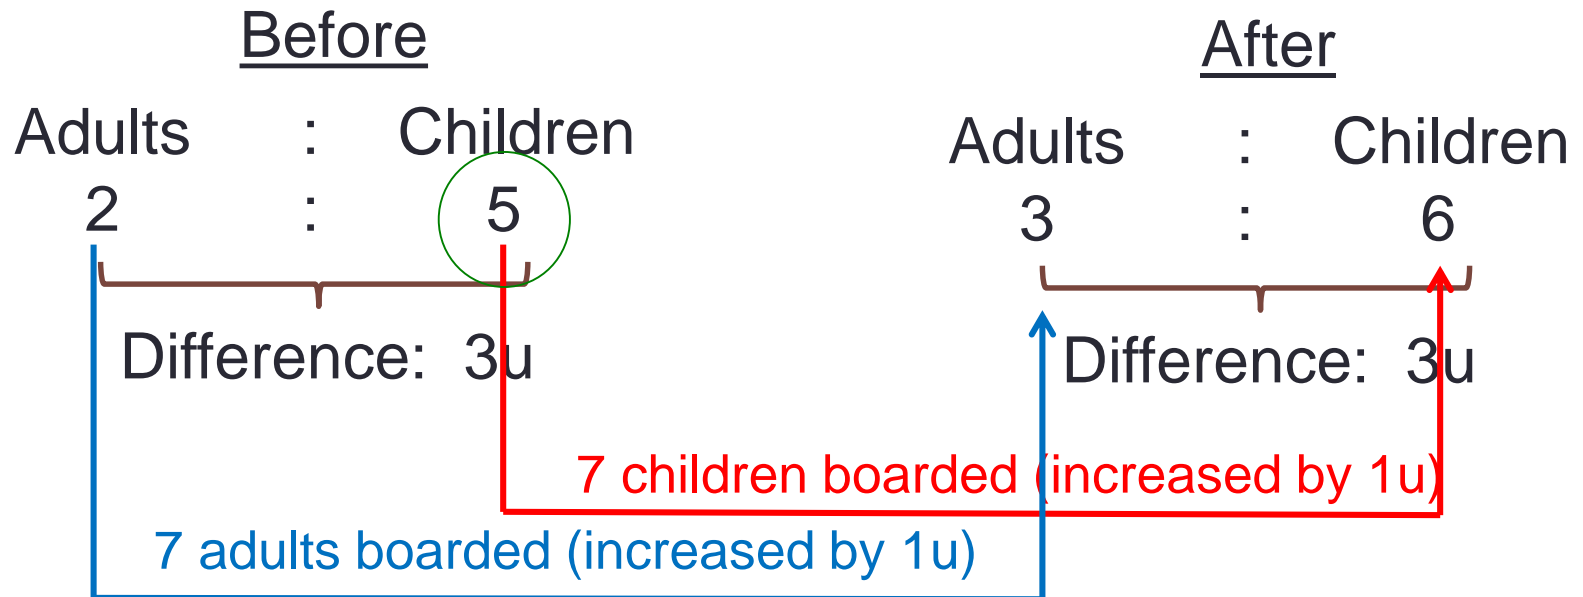 Before
Adults : Children
2 : 5
Difference: 3u
After
Adults : Children
3 : 6
Difference: 3u
7 children boarded (increased by 1u)
7 adults boarded (increased by 1u)